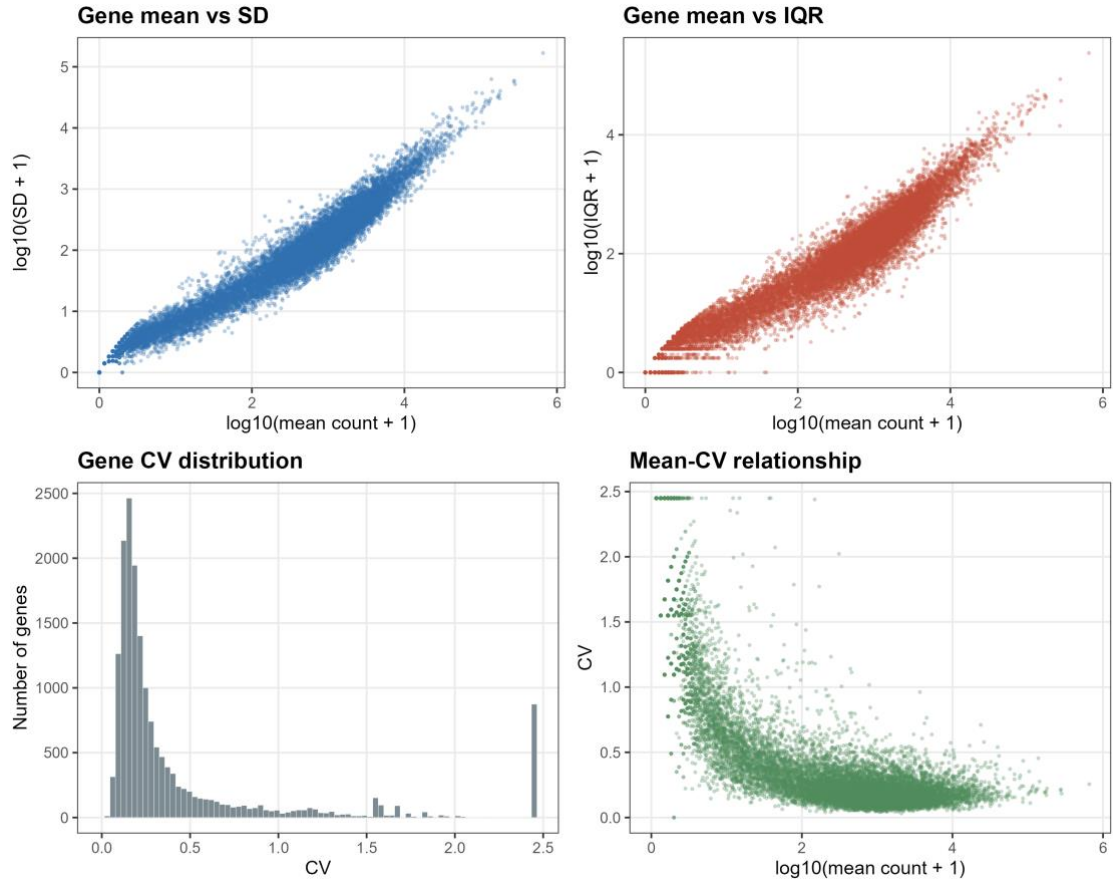 Gene mean vs SD
log10(SD + 1)
5
4
3
2
1
0
0 2 4 6
log10(mean count + 1)
Gene mean vs IQR
log10(IQR + 1)
4
2
0
0 2 4 6
log10(mean count + 1)
Gene CV distribution
Number of genes
2500
2000
1500
1000
500
0
0.0 0.5 1.0 1.5 2.0 2.5
CV
Mean-CV relationship
CV
2.5
2.0
1.5
1.0
0.5
0.0
0 2 4 6
log10(mean count + 1)